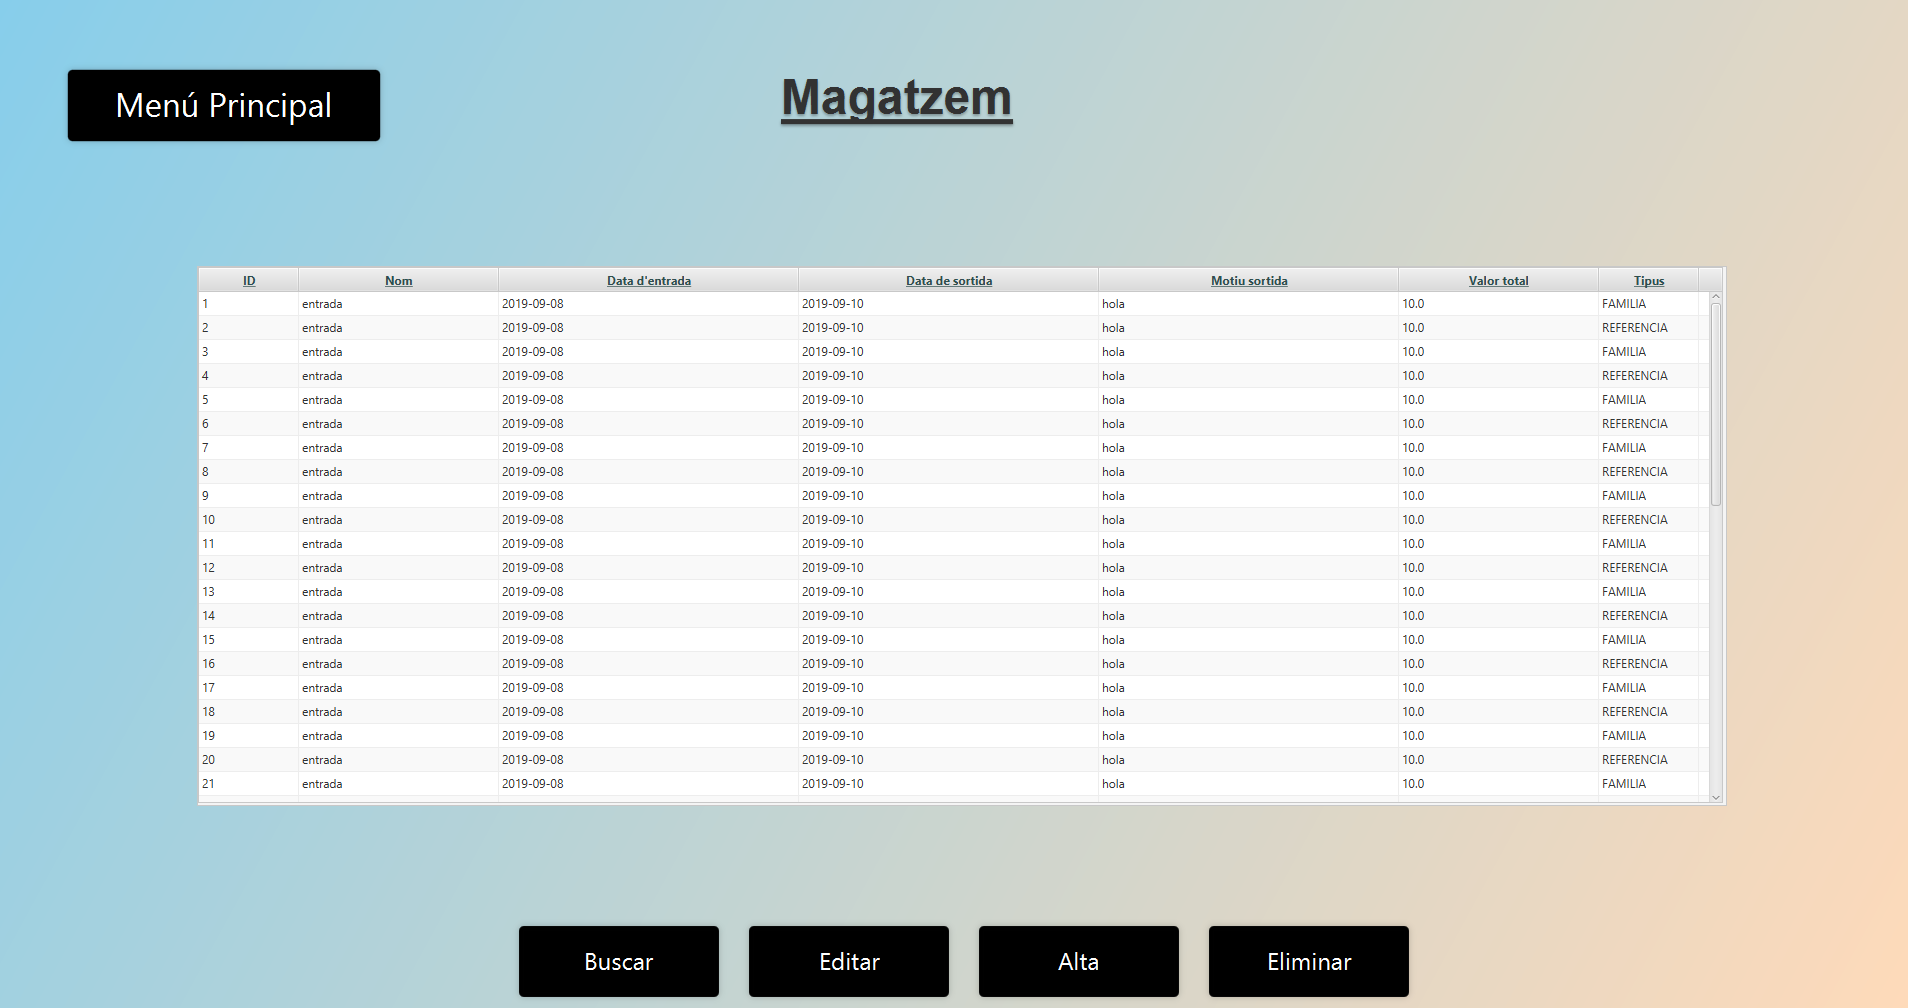 Menú Principal
Magatzem
ID Nom Data d'entrada Data de sortida Motiu sortida Valor total Tipus
1 entrada 2019-09-08 2019-09-10 hola 10.0 FAMILIA
2 entrada 2019-09-08 2019-09-10 hola 10.0 REFERENCIA
3 entrada 2019-09-08 2019-09-10 hola 10.0 FAMILIA
4 entrada 2019-09-08 2019-09-10 hola 10.0 REFERENCIA
5 entrada 2019-09-08 2019-09-10 hola 10.0 FAMILIA
6 entrada 2019-09-08 2019-09-10 hola 10.0 REFERENCIA
7 entrada 2019-09-08 2019-09-10 hola 10.0 FAMILIA
8 entrada 2019-09-08 2019-09-10 hola 10.0 REFERENCIA
9 entrada 2019-09-08 2019-09-10 hola 10.0 FAMILIA
10 entrada 2019-09-08 2019-09-10 hola 10.0 REFERENCIA
11 entrada 2019-09-08 2019-09-10 hola 10.0 FAMILIA
12 entrada 2019-09-08 2019-09-10 hola 10.0 REFERENCIA
13 entrada 2019-09-08 2019-09-10 hola 10.0 FAMILIA
14 entrada 2019-09-08 2019-09-10 hola 10.0 REFERENCIA
15 entrada 2019-09-08 2019-09-10 hola 10.0 FAMILIA
16 entrada 2019-09-08 2019-09-10 hola 10.0 REFERENCIA
17 entrada 2019-09-08 2019-09-10 hola 10.0 FAMILIA
18 entrada 2019-09-08 2019-09-10 hola 10.0 REFERENCIA
19 entrada 2019-09-08 2019-09-10 hola 10.0 FAMILIA
20 entrada 2019-09-08 2019-09-10 hola 10.0 REFERENCIA
21 entrada 2019-09-08 2019-09-10 hola 10.0 FAMILIA
Buscar Editar Alta Eliminar